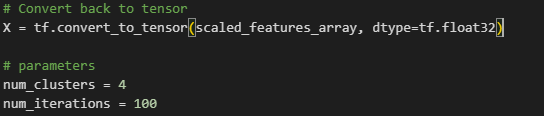 # Convert back to tensor
X = tf.convert_to_tensor(scaled_features_array, dtype=tf.float32)
# parameters
num_clusters = 4
num_iterations = 100